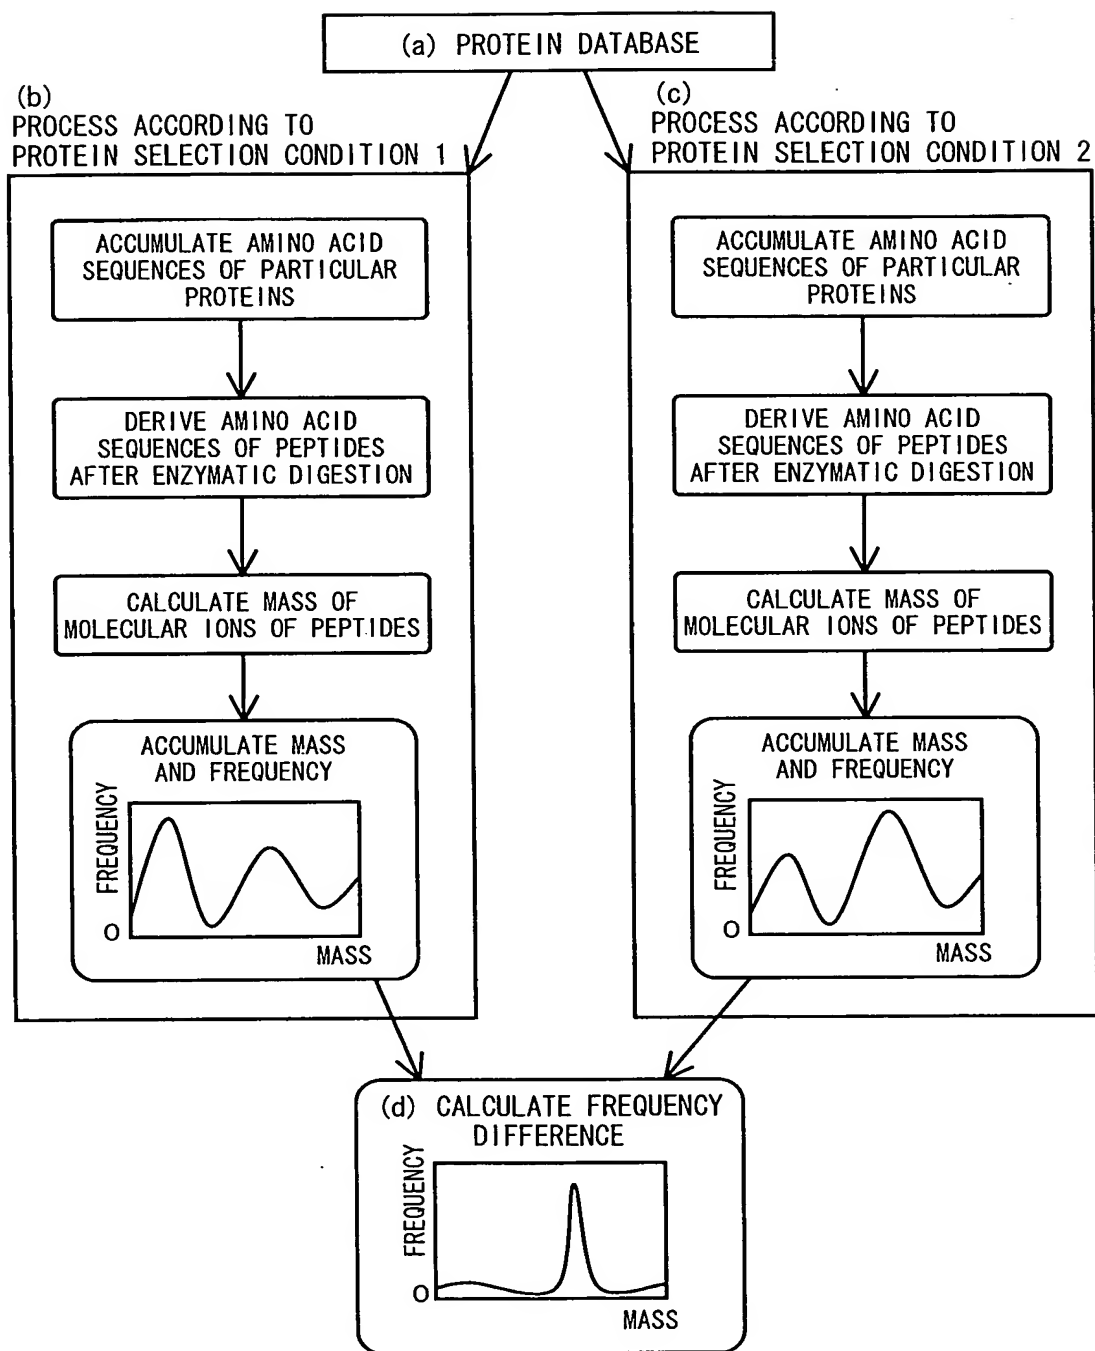 (a) PROTEIN DATABASE
(b)
PROCESS ACCORDING TO
PROTEIN SELECTION CONDITION 1
ACCUMULATE AMINO ACID
SEQUENCES OF PARTICULAR
PROTEINS
DERIVE AMINO ACID
SEQUENCES OF PEPTIDES
AFTER ENZYMATIC DIGESTION
CALCULATE MASS OF
MOLECULAR IONS OF PEPTIDES
ACCUMULATE MASS
AND FREQUENCY
FREQUENCY
0
MASS
(c)
PROCESS ACCORDING TO
PROTEIN SELECTION CONDITION 2
ACCUMULATE AMINO ACID
SEQUENCES OF PARTICULAR
PROTEINS
DERIVE AMINO ACID
SEQUENCES OF PEPTIDES
AFTER ENZYMATIC DIGESTION
CALCULATE MASS OF
MOLECULAR IONS OF PEPTIDES
ACCUMULATE MASS
AND FREQUENCY
FREQUENCY
0
MASS
(d) CALCULATE FREQUENCY
DIFFERENCE
FREQUENCY
0
MASS